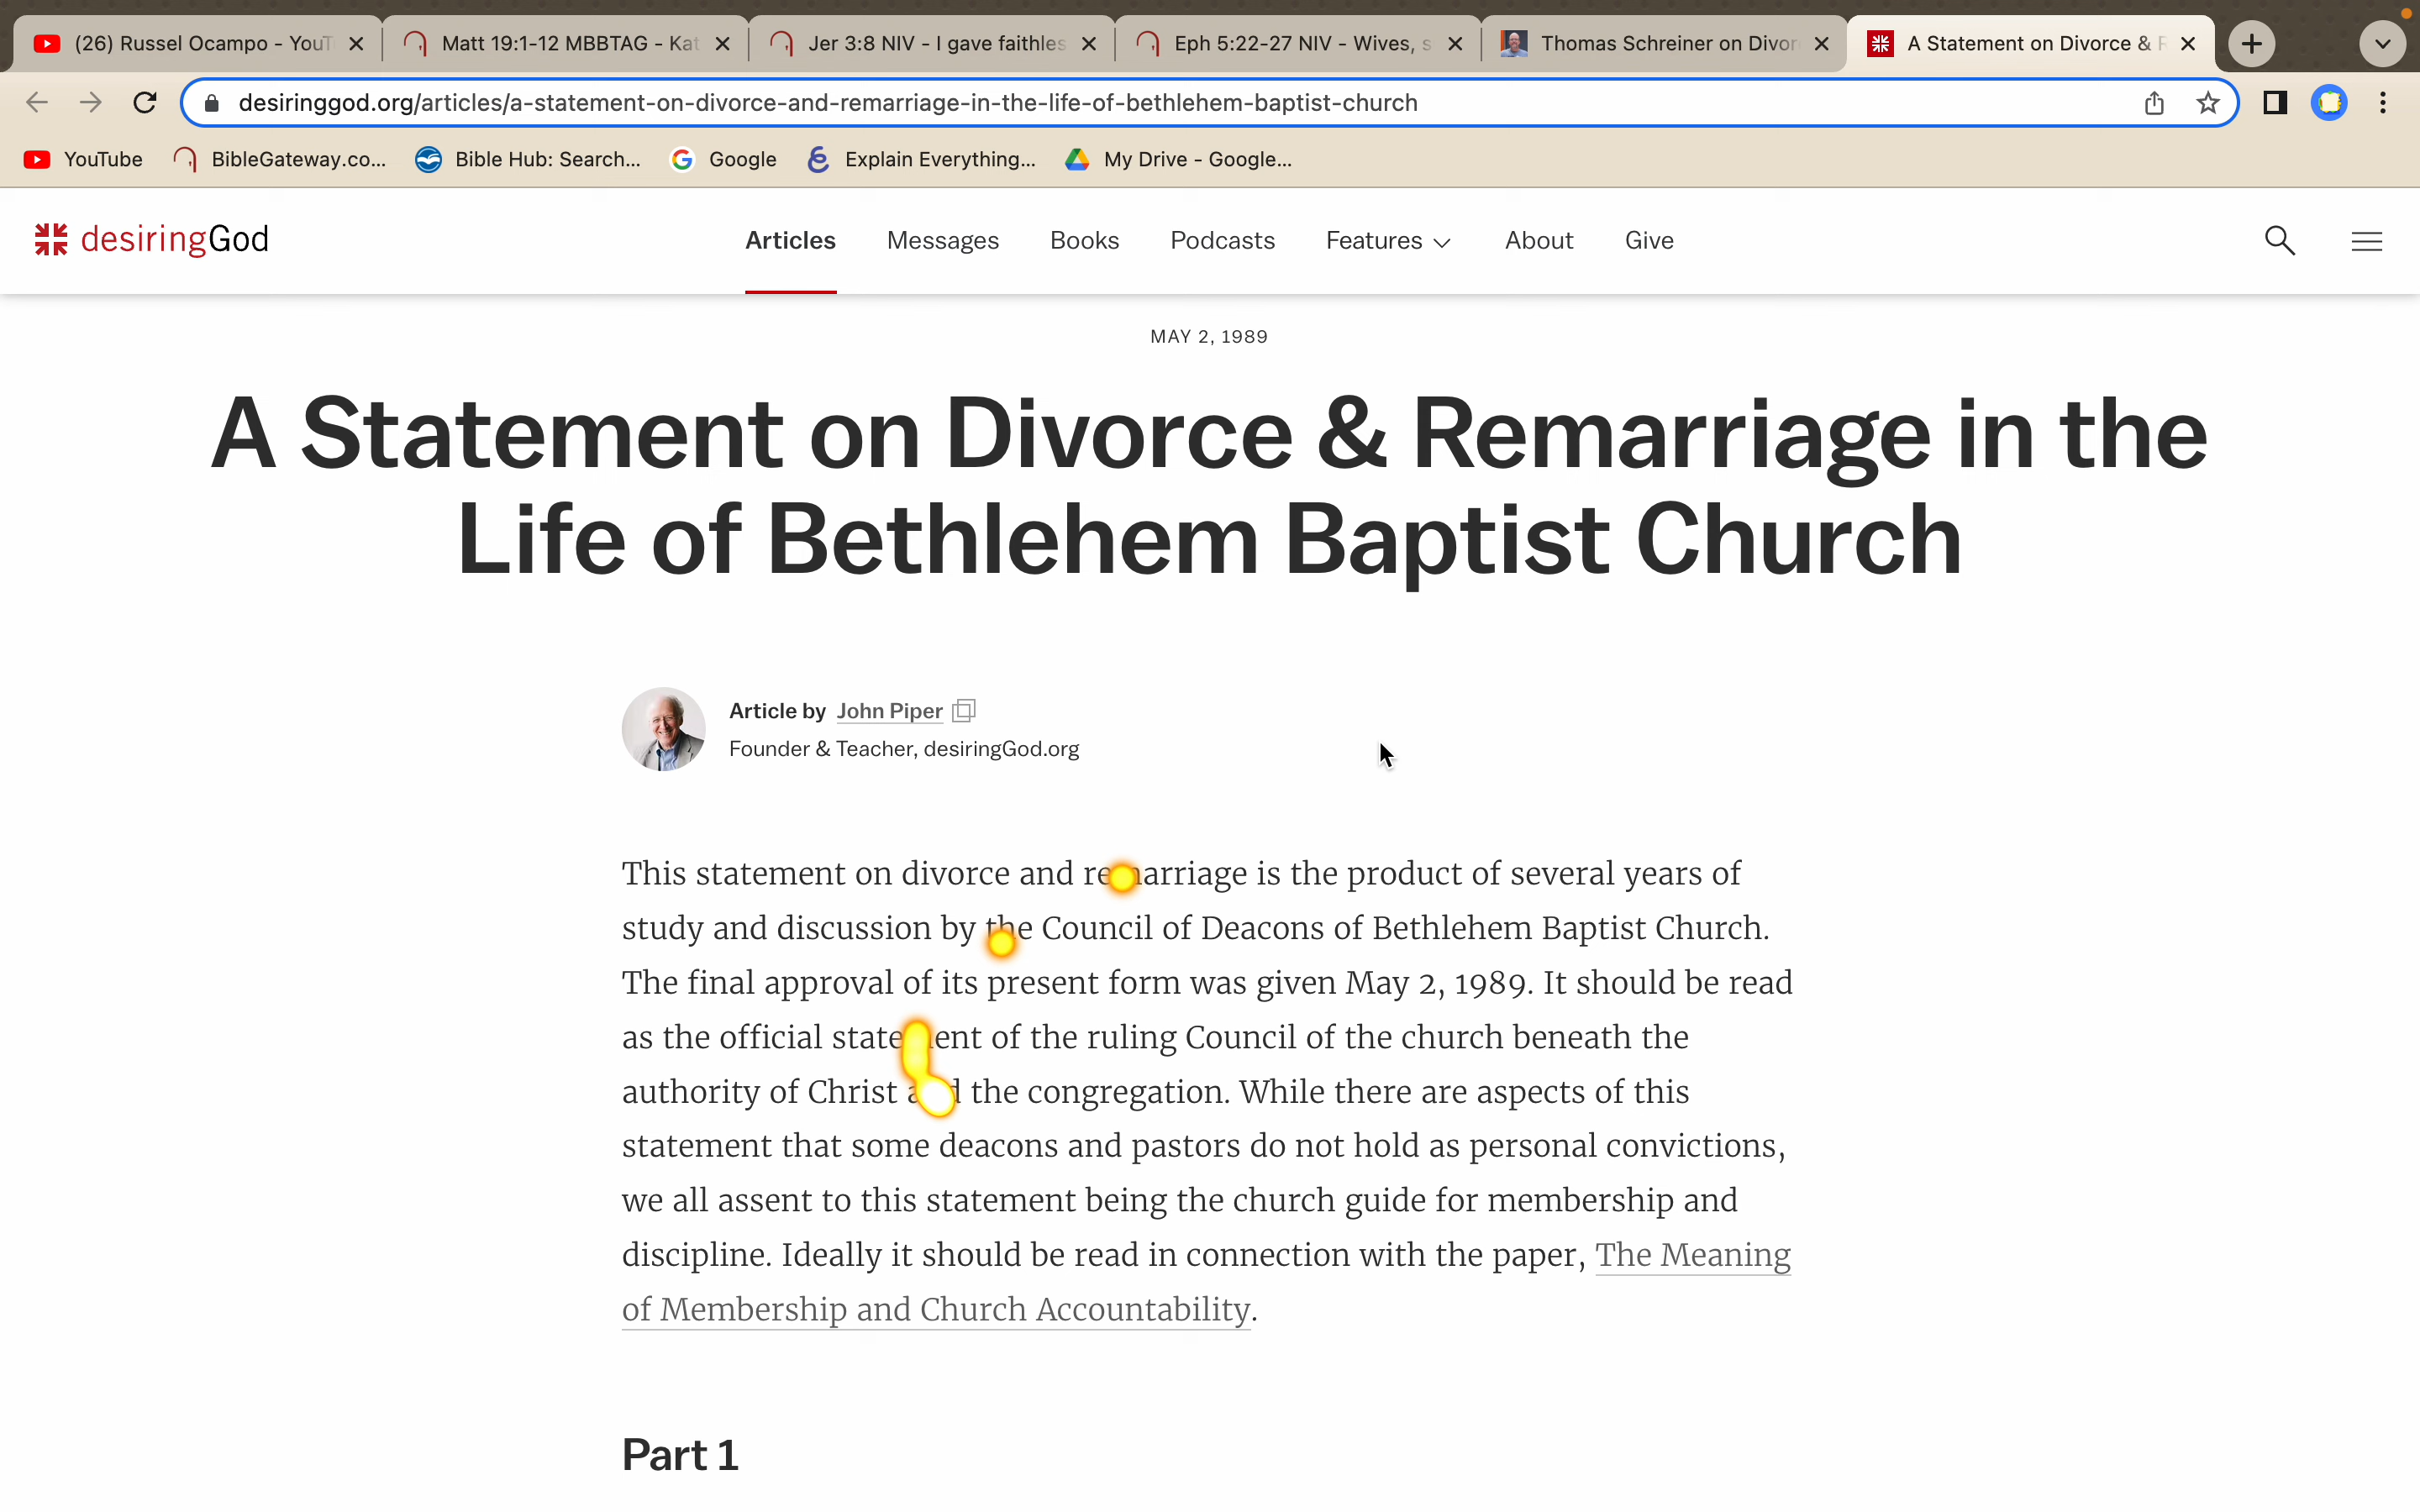 (26) Russel Ocampo - YouT
Matt 19:1-12 MBBTAG - Kat
Jer 3:8 NIV - I gave faithles
Eph 5:22-27 NIV - Wives, s
Thomas Schreiner on Divor
A Statement on Divorce & R
desiringgod.org/articles/a-statement-on-divorce-and-remarriage-in-the-life-of-bethlehem-baptist-church
YouTube
BibleGateway.co...
Bible Hub: Search...
Google
Explain Everything...
My Drive - Google...
desiringGod
Articles
Messages
Books
Podcasts
Features
About
Give
MAY 2, 1989
A Statement on Divorce & Remarriage in the
Life of Bethlehem Baptist Church
Article by John Piper
Founder & Teacher, desiringGod.org
This statement on divorce and remarriage is the product of several years of
study and discussion by the Council of Deacons of Bethlehem Baptist Church.
The final approval of its present form was given May 2, 1989. It should be read
as the official statement of the ruling Council of the church beneath the
authority of Christ and the congregation. While there are aspects of this
statement that some deacons and pastors do not hold as personal convictions,
we all assent to this statement being the church guide for membership and
discipline. Ideally it should be read in connection with the paper, The Meaning
of Membership and Church Accountability.
Part 1